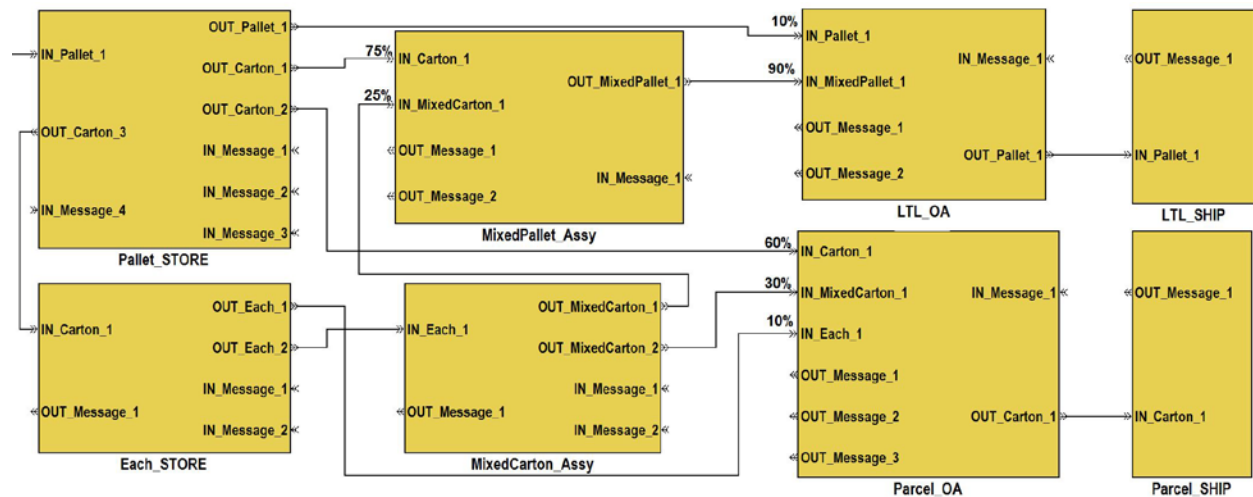 OUT_Pallet_1
IN_Pallet_1
OUT_Carton_1
OUT_Carton_2
OUT_Carton_3
IN_Message_1
IN_Message_2
IN_Message_4
IN_Message_3
Pallet_STORE
75%
IN_Carton_1
OUT_MixedPallet_1
25%
IN_MixedCarton_1
OUT_Message_1
IN_Message_1
OUT_Message_2
MixedPallet_Assy
10%
IN_Pallet_1
IN_Message_1
90%
IN_MixedPallet_1
OUT_Message_1
OUT_Pallet_1
OUT_Message_2
LTL_OA
OUT_Message_1
IN_Pallet_1
LTL_SHIP
OUT_Each_1
IN_Carton_1
OUT_Each_2
IN_Message_1
OUT_Message_1
IN_Message_2
Each_STORE
OUT_MixedCarton_1
IN_Each_1
OUT_MixedCarton_2
IN_Message_1
OUT_Message_1
IN_Message_2
MixedCarton_Assy
60%
IN_Carton_1
30%
IN_MixedCarton_1
IN_Message_1
10%
IN_Each_1
OUT_Message_1
OUT_Message_2
OUT_Carton_1
OUT_Message_3
Parcel_OA
OUT_Message_1
IN_Carton_1
Parcel_SHIP